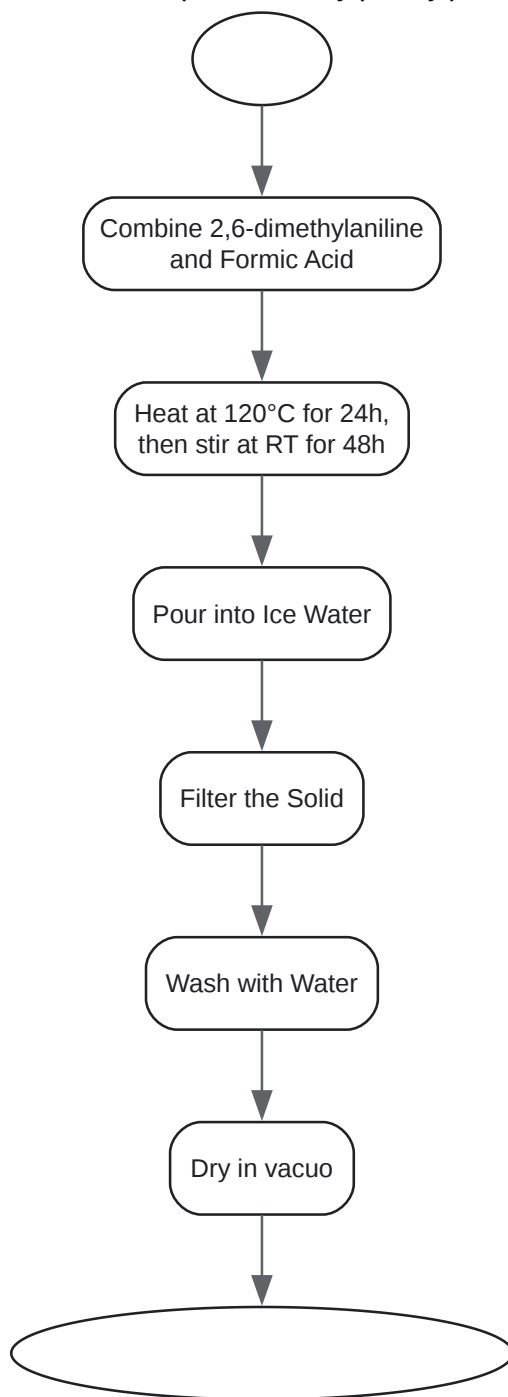 Combine 2,6-dimethylaniline
and Formic Acid
Heat at 120°C for 24h,
then stir at RT for 48h
Pour into Ice Water
Filter the Solid
Wash with Water
Dry in vacuo